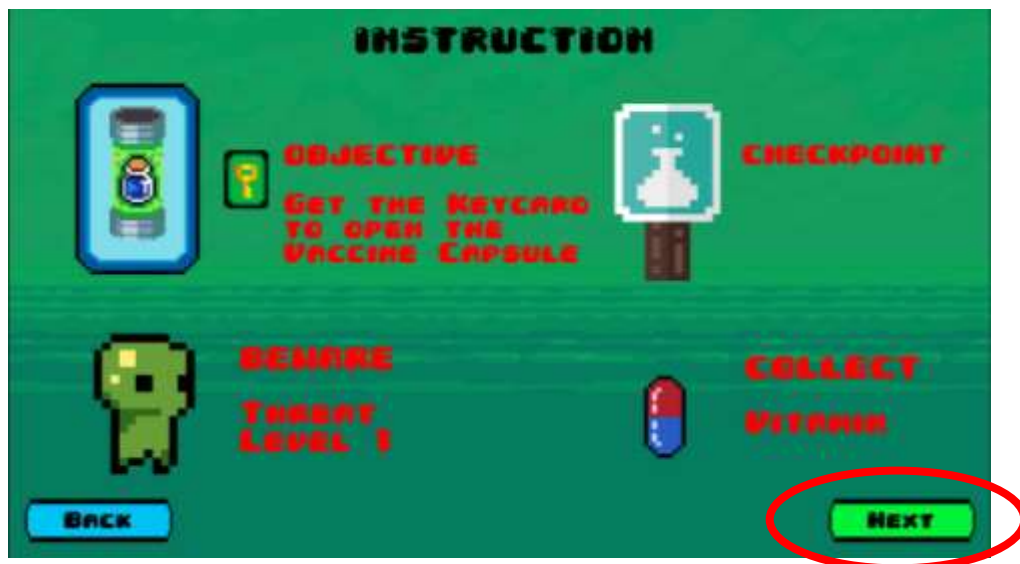 INSTRUCTION
OBJECTIVE
GET THE KEYCARD
TO OPEN THE
VACCINE CAPSULE
CHECKPOINT
BEWARE
THREAT
LEVEL 1
COLLECT
VITAMIN
BACK
NEXT